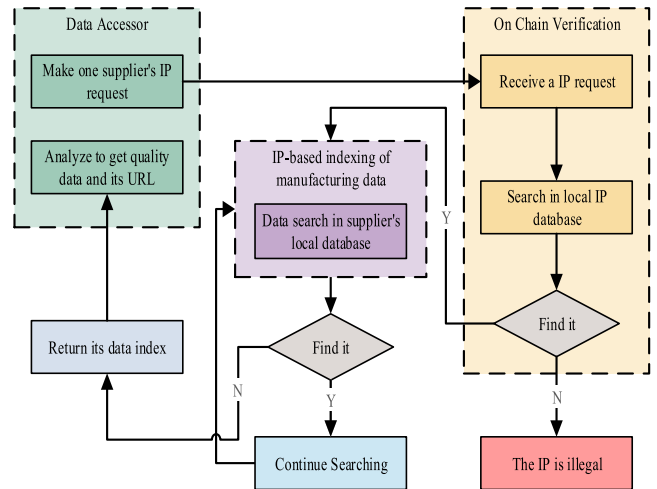 Data Accessor
Make one supplier's IP
request
Analyze to get quality
data and its URL
Return its data index
IP-based indexing of
manufacturing data
Data search in supplier's
local database
Find it
N
Y
Continue Searching
Y
On Chain Verification
Receive a IP request
Search in local IP
database
Find it
N
The IP is illegal